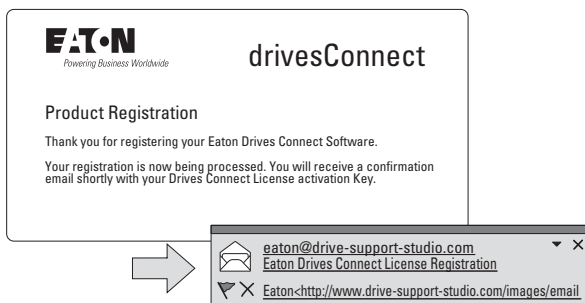 EATON
Powering Business Worldwide
drivesConnect
Product Registration
Thank you for registering your Eaton Drives Connect Software.
Your registration is now being processed. You will receive a confirmation
email shortly with your Drives Connect License activation Key.
eaton@drive-support-studio.com
Eaton Drives Connect License Registration
Eaton<http://www.drive-support-studio.com/images/email